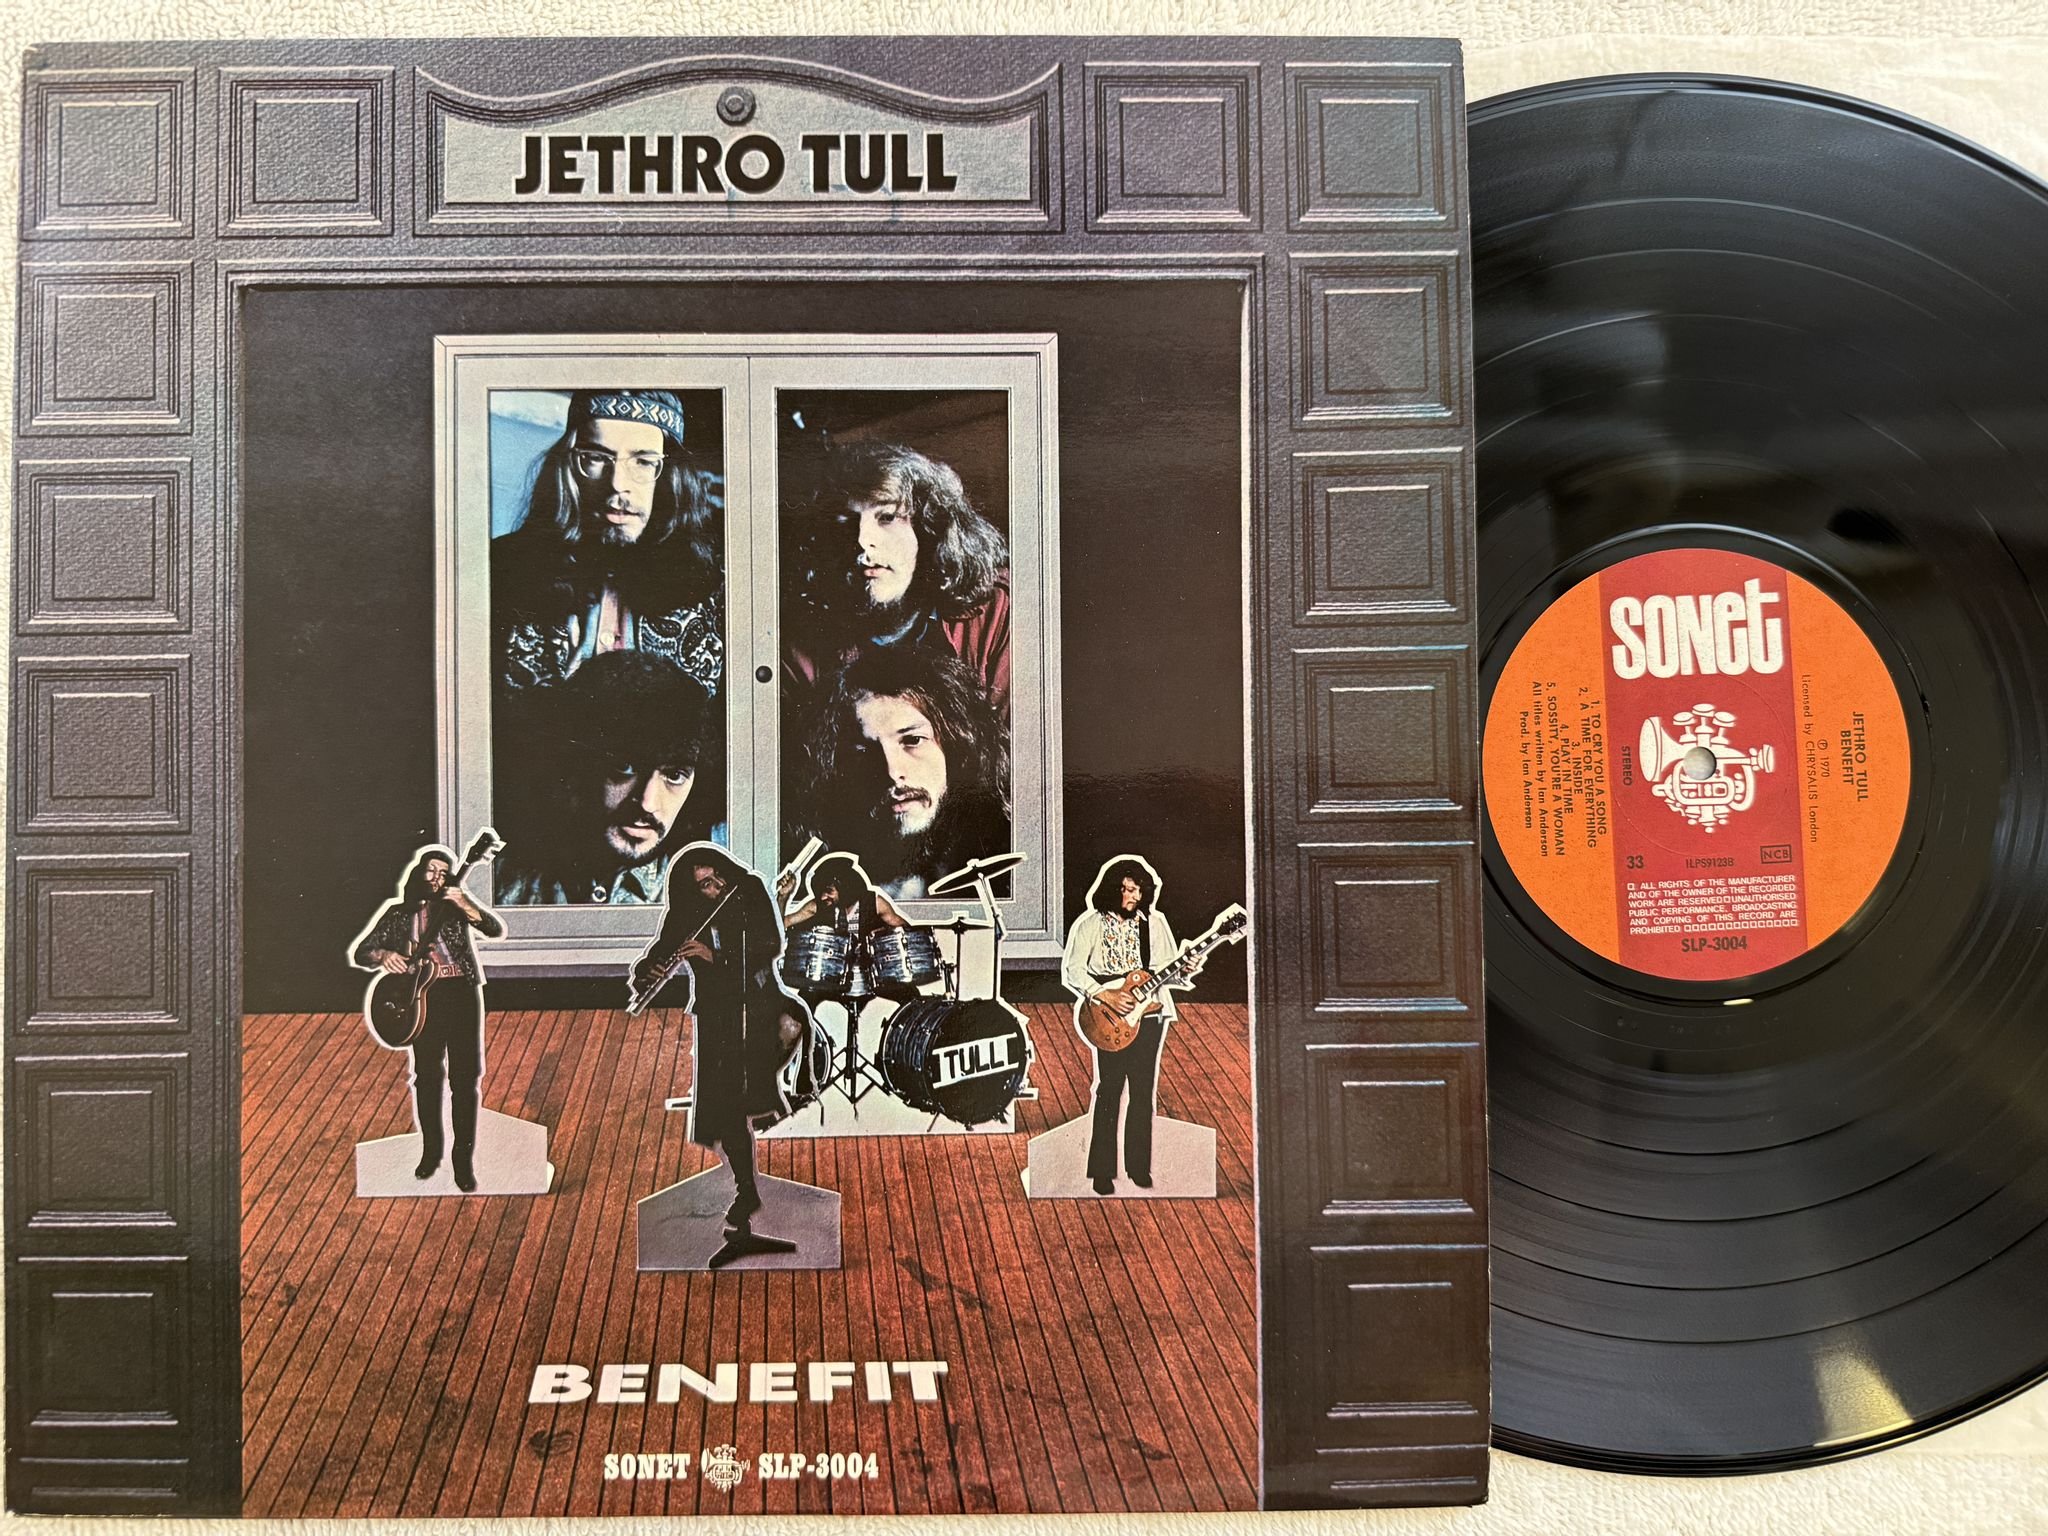 JETHRO TULL
TULL
BENEFIT
SONET SLP-3004
SONET
JETHRO TULL
BENEFIT
℗ 1970
Licensed by CHRYSALIS London
STEREO
1. TO CRY YOU A SONG
2. A TIME FOR EVERYTHING
3. INSIDE
4. PLAY IN TIME
5. SOSSITY, YOU'RE A WOMAN
All titles written by Ian Anderson
Prod. by Ian Anderson
33
ILPS9123B
NCB
ALL RIGHTS OF THE MANUFACTURER
AND OF THE OWNER OF THE RECORDED
WORK ARE RESERVED UNAUTHORISED
PUBLIC PERFORMANCE, BROADCASTING
AND COPYING OF THIS RECORD ARE
PROHIBITED
SLP-3004